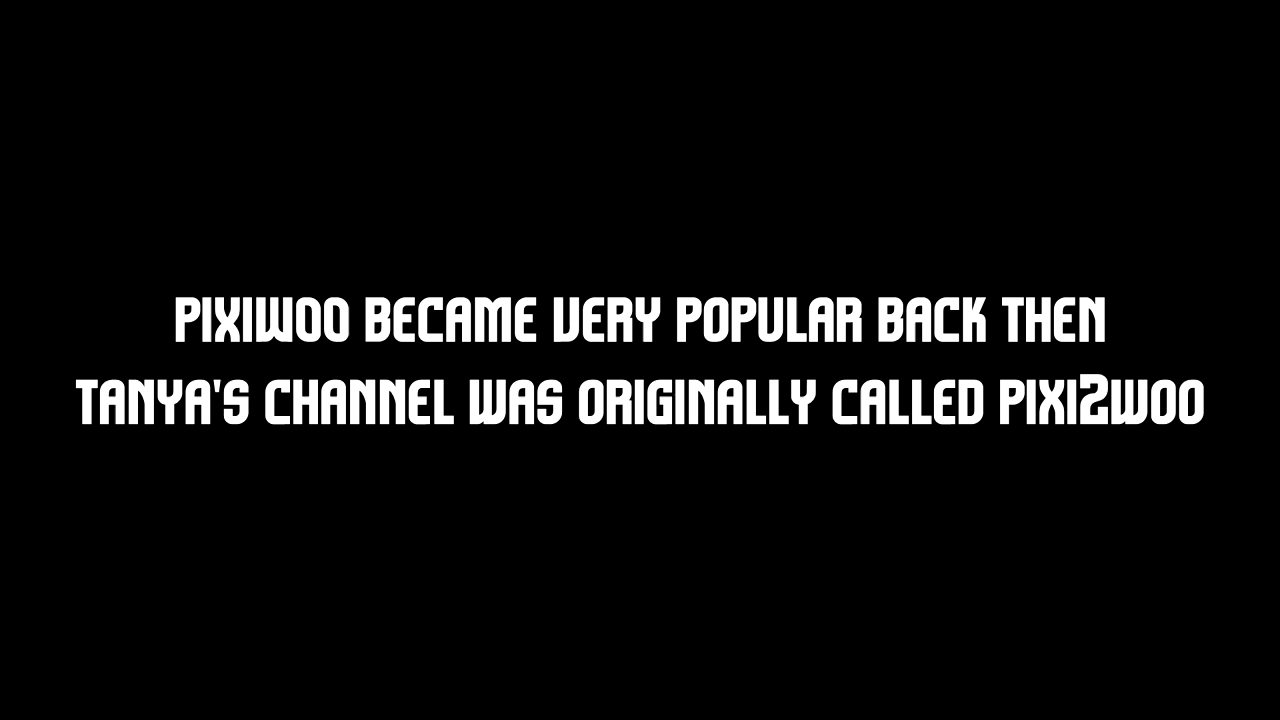 PIXIWOO BECAME VERY POPULAR BACK THEN
TANYA'S CHANNEL WAS ORIGINALLY CALLED PIXI2WOO